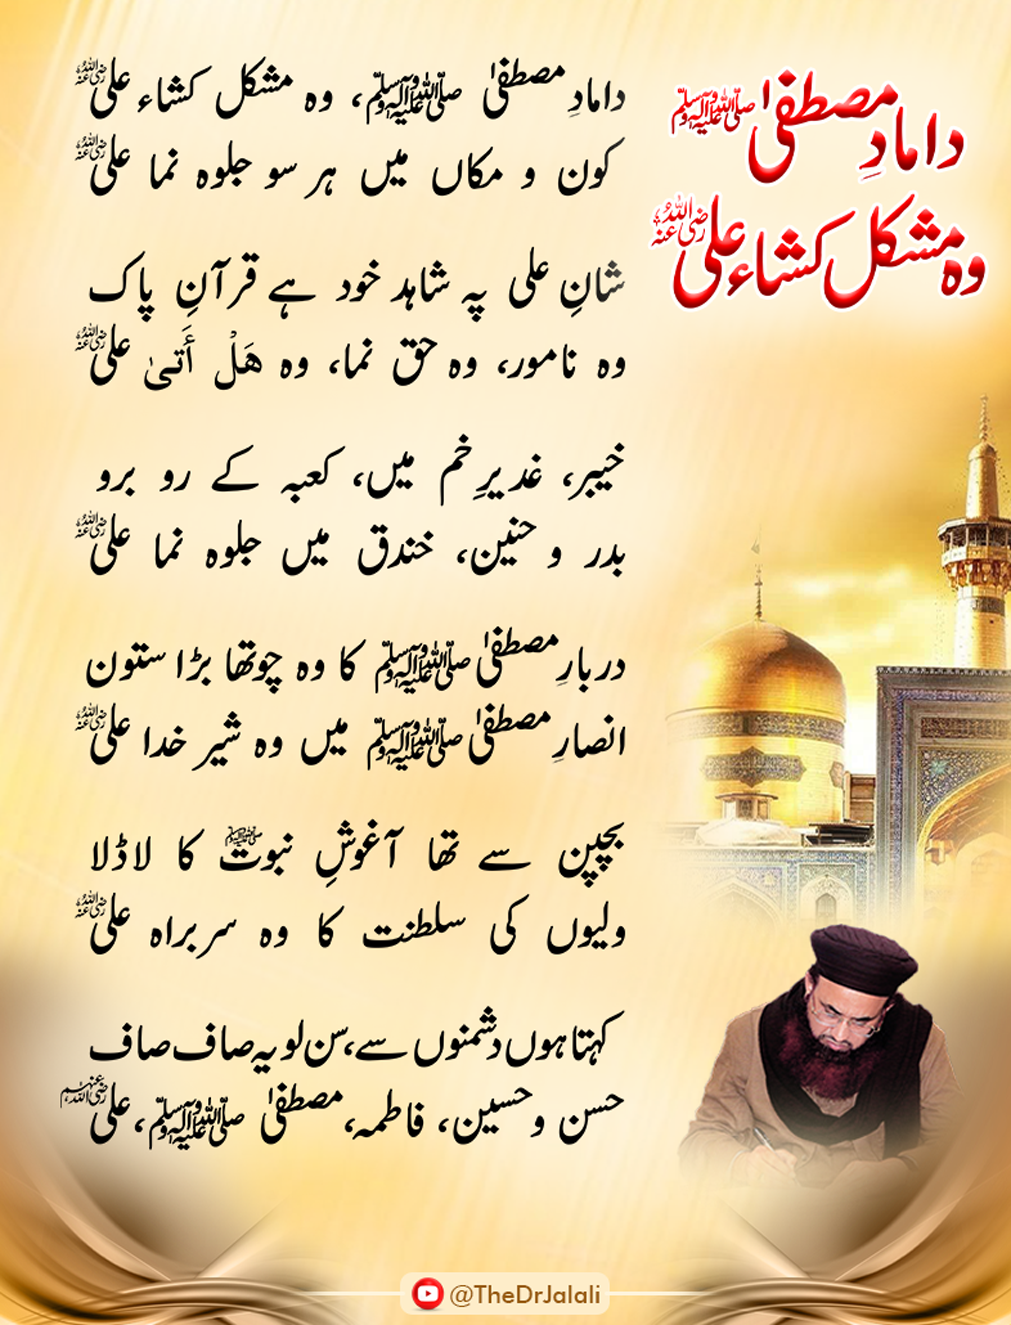 دامادِ مصطفیٰ ﷺ
وہ مشکل کشاء علی رضی اللہ عنہ
دامادِ مصطفیٰ ﷺ، وہ مشکل کشاء علی رضی اللہ عنہ
کون و مکاں میں ہر سو جلوہ نما علی رضی اللہ عنہ
شانِ علی پہ شاہد خود ہے قرآنِ پاک
وہ نامور، وہ حق نما، وہ هَلْ أَتىٰ علی رضی اللہ عنہ
خیبر، غدیرِ خم میں، کعبہ کے رو برو
بدر و حنین، خندق میں جلوہ نما علی رضی اللہ عنہ
دربارِ مصطفیٰ ﷺ کا وہ چوتھا بڑا ستون
انصارِ مصطفیٰ ﷺ میں وہ شیر خدا علی رضی اللہ عنہ
بچپن سے تھا آغوشِ نبوت ﷺ کا لاڈلا
ولیوں کی سلطنت کا وہ سربراہ علی رضی اللہ عنہ
کہتا ہوں دشمنوں سے، سن لو یہ صاف صاف
حسن و حسین، فاطمہ، مصطفیٰ ﷺ، علی رضی اللہ عنہم
@TheDrJalali